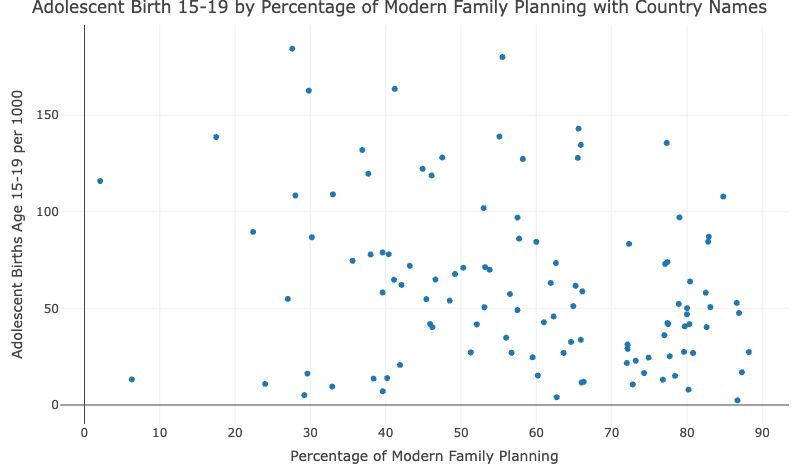 Adolescent Birth 15-19 by Percentage of Modern Family Planning with Country Names
Adolescent Births Age 15-19 per 1000
150
100
50
0
0 10 20 30 40 50 60 70 80 90
Percentage of Modern Family Planning